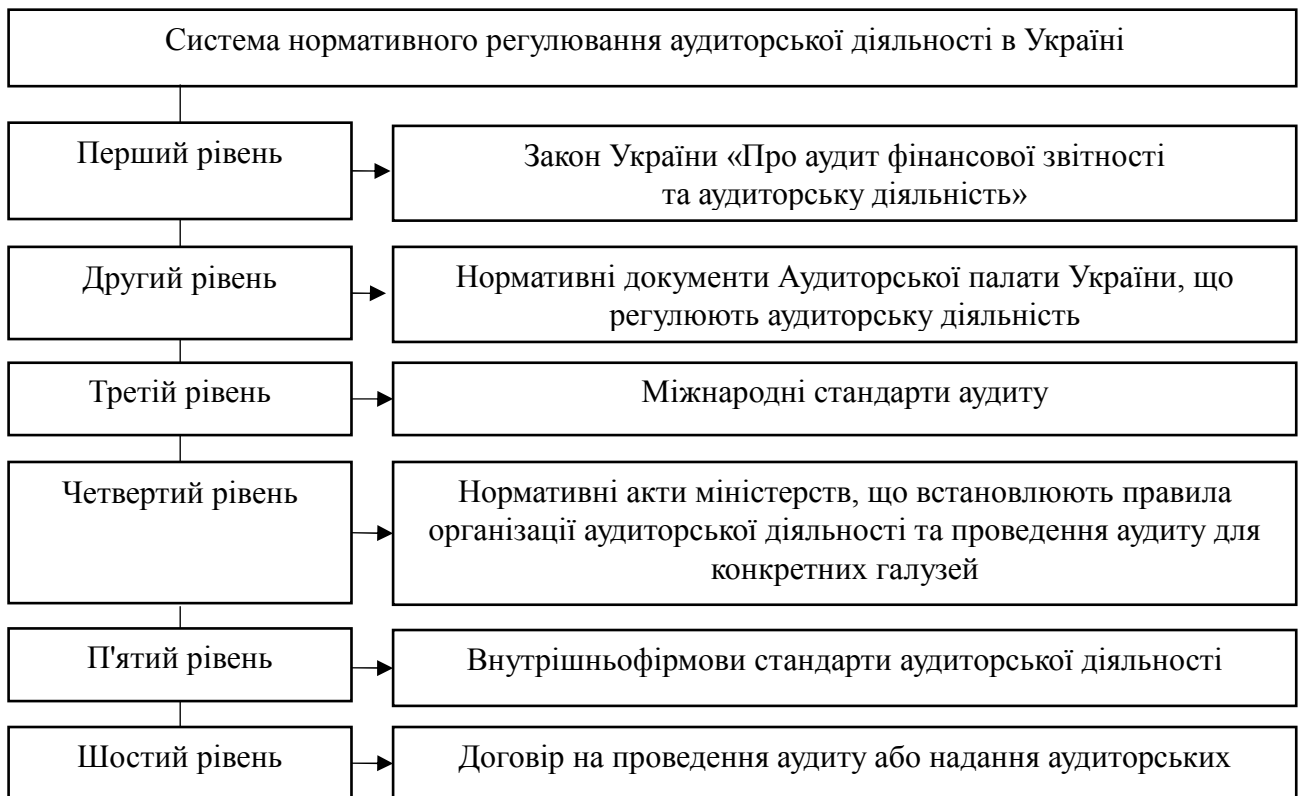 Система нормативного регулювання аудиторської діяльності в Україні
Перший рівень
Закон України «Про аудит фінансової звітності
та аудиторську діяльність»
Другий рівень
Нормативні документи Аудиторської палати України, що
регулюють аудиторську діяльність
Третій рівень
Міжнародні стандарти аудиту
Четвертий рівень
Нормативні акти міністерств, що встановлюють правила
організації аудиторської діяльності та проведення аудиту для
конкретних галузей
П'ятий рівень
Внутрішньофірмови стандарти аудиторської діяльності
Шостий рівень
Договір на проведення аудиту або надання аудиторських